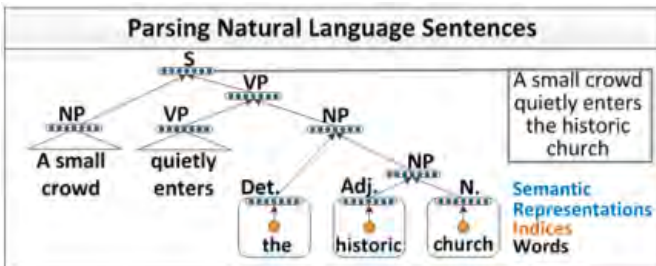 Parsing Natural Language Sentences
S
VP
NP
VP
NP
A small
crowd
quietly
enters
NP
Det.
Adj.
N.
the
historic
church
A small crowd
quietly enters
the historic
church
Semantic
Representations
Indices
Words